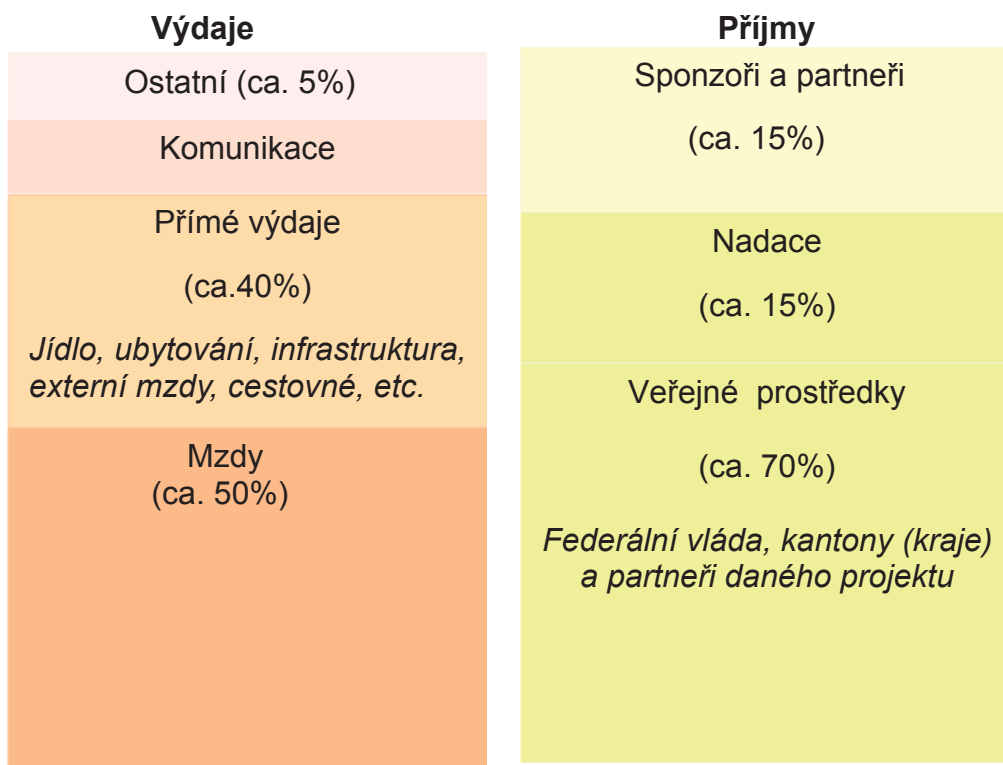 Výdaje
Ostatní (ca. 5%)
Komunikace
Přímé výdaje
(ca.40%)
Jídlo, ubytování, infrastruktura,
externí mzdy, cestovné, etc.
Mzdy
(ca. 50%)
Příjmy
Sponzoři a partneři
(ca. 15%)
Nadace
(ca. 15%)
Veřejné prostředky
(ca. 70%)
Federální vláda, kantony (kraje)
a partneři daného projektu